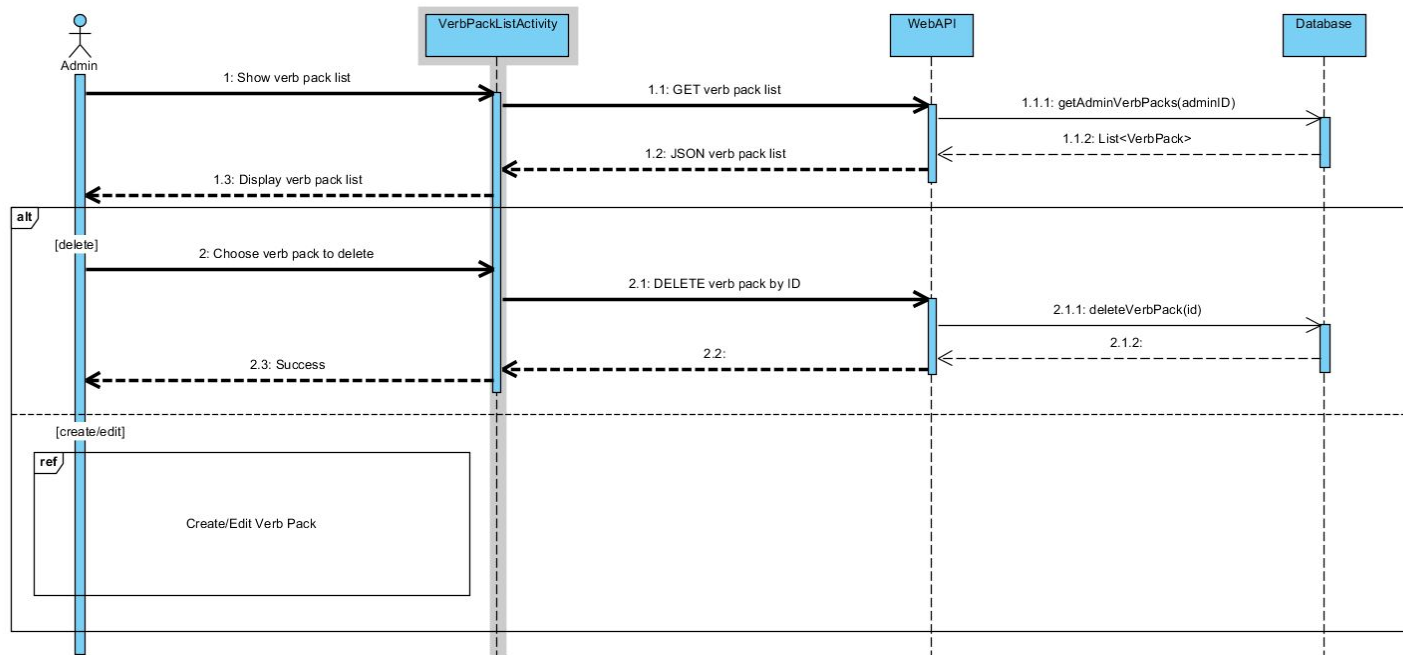 VerbPackListActivity
WebAPI
Database
Admin
1: Show verb pack list
1.1: GET verb pack list
1.1.1: getAdminVerbPacks(adminID)
1.1.2: List<VerbPack>
1.2: JSON verb pack list
1.3: Display verb pack list
alt
[delete]
2: Choose verb pack to delete
2.1: DELETE verb pack by ID
2.1.1: deleteVerbPack(id)
2.1.2:
2.2:
2.3: Success
[create/edit]
ref
Create/Edit Verb Pack